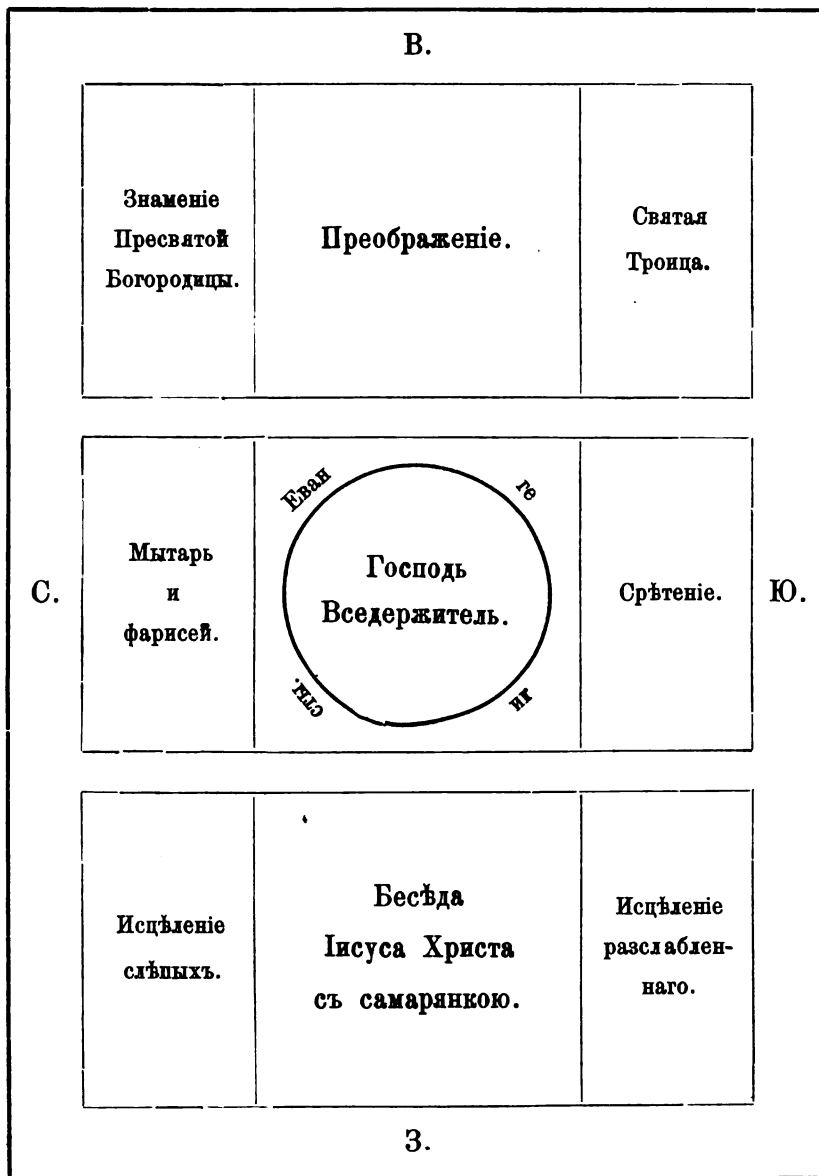 В.
Знаменіе
Пресвятой
Богородицы.
Преображеніе.
Святая
Троица.
С.
Мытарь
и
фарисей.
Еван
ге
ли
сты.
Господь
Вседержитель.
Срѣтеніе.
Ю.
Исцѣленіе
слѣпыхъ.
Бесѣда
Іисуса Христа
съ самарянкою.
Исцѣленіе
разслаблен-
наго.
З.